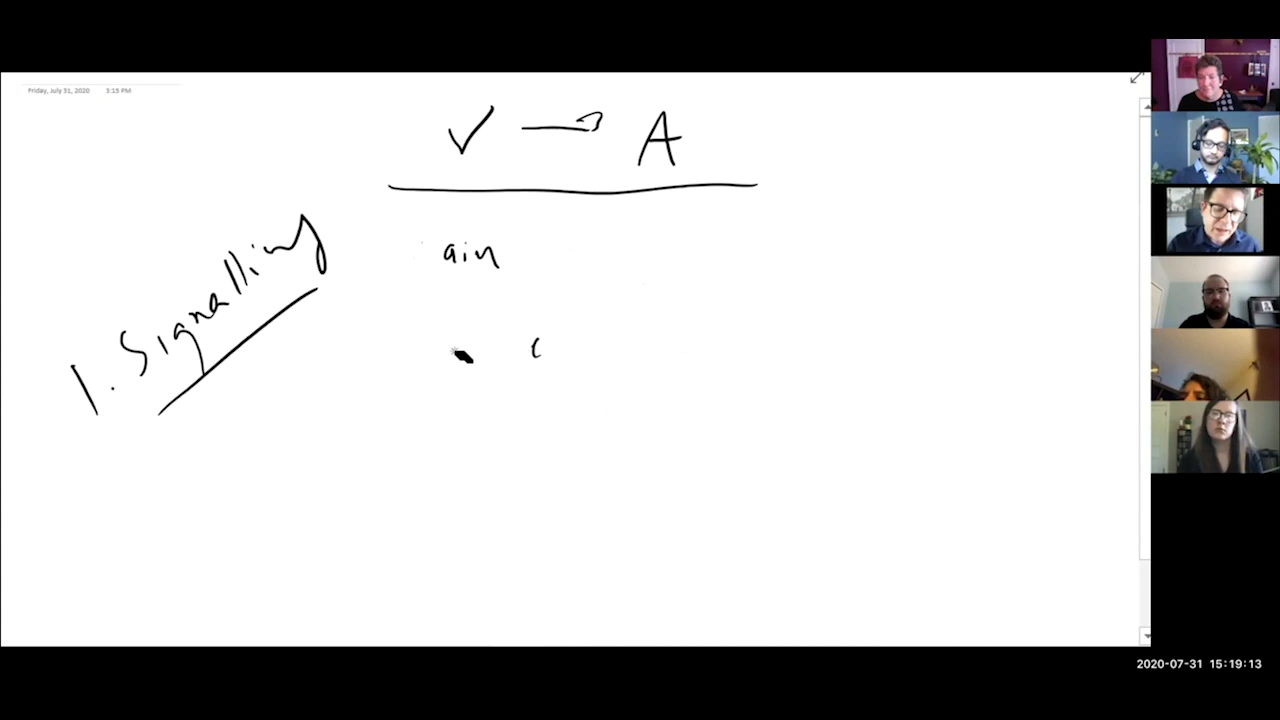 Friday, July 31, 2020 3:15 PM
V → A
1. Signalling
ain
(
2020-07-31 15:19:13